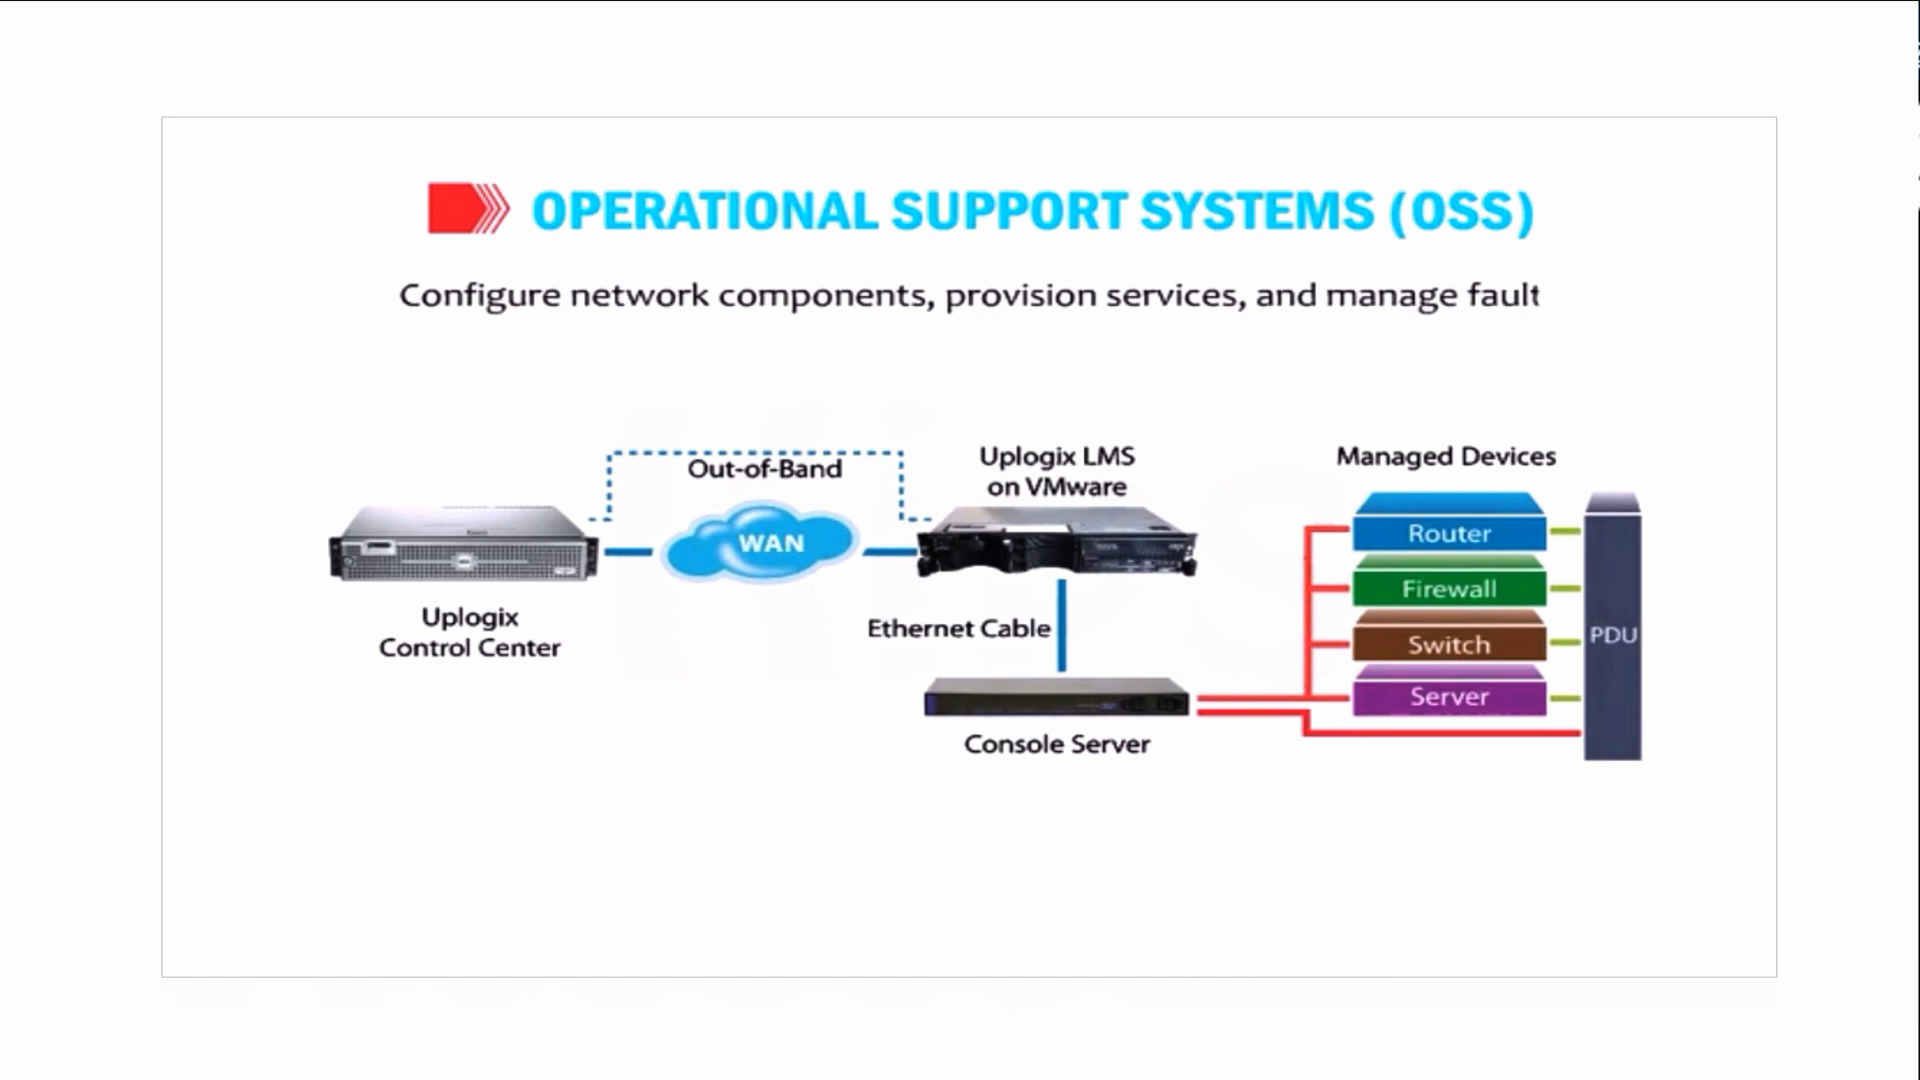 OPERATIONAL SUPPORT SYSTEMS (OSS)
Configure network components, provision services, and manage fault
Out-of-Band
WAN
Uplogix
Control Center
Uplogix LMS
on VMware
Ethernet Cable
Console Server
Managed Devices
Router
Firewall
Switch
Server
PDU